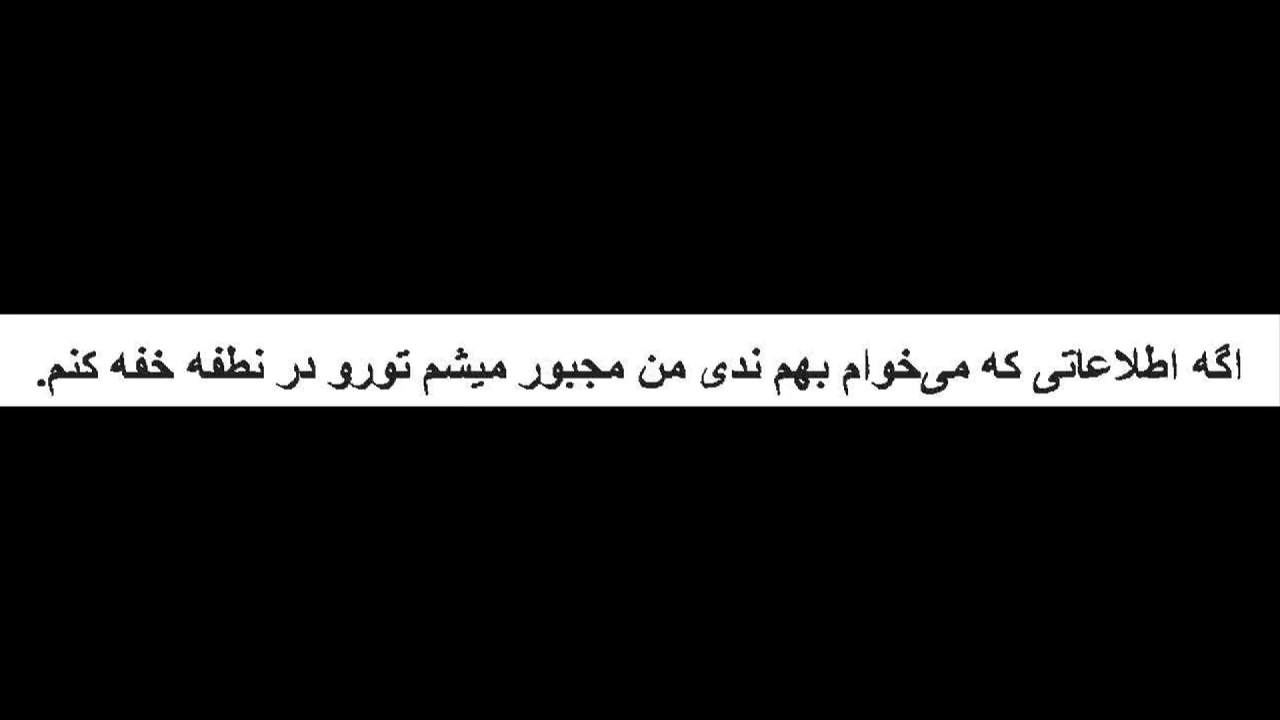 اگه اطلاعاتی که می‌خوام بهم ندی من مجبور میشم تورو در نطفه خفه کنم.